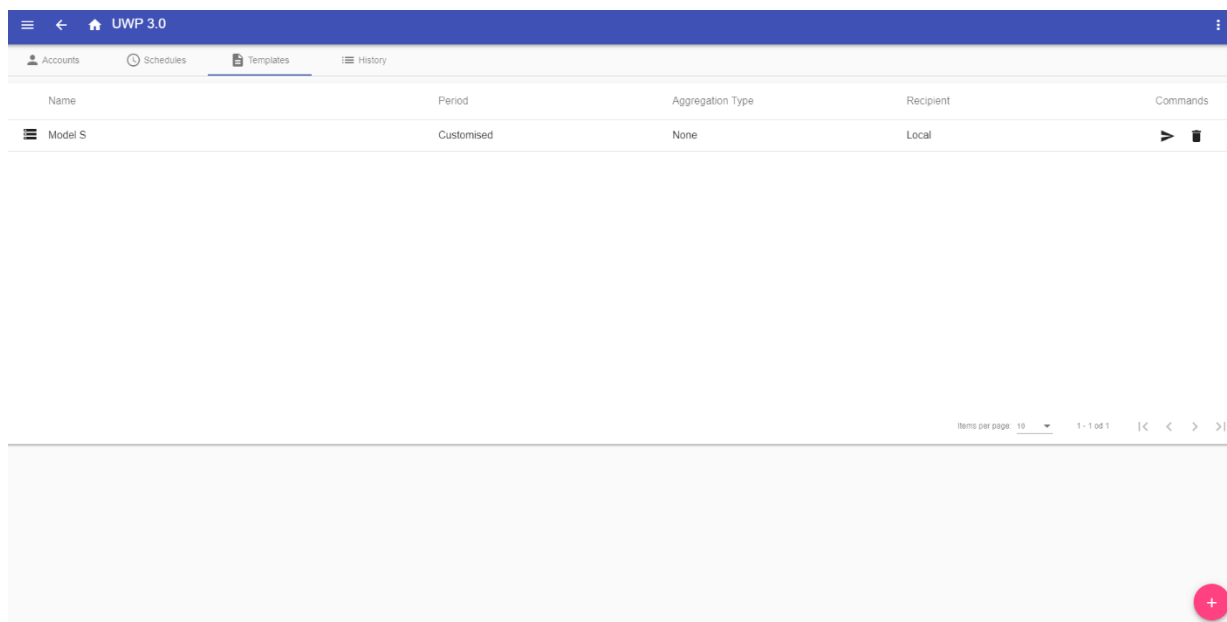 UWP 3.0
Accounts Schedules Templates History
Name Period Aggregation Type Recipient Commands
Model S Customised None Local
Items per page: 10 1 - 1 od 1